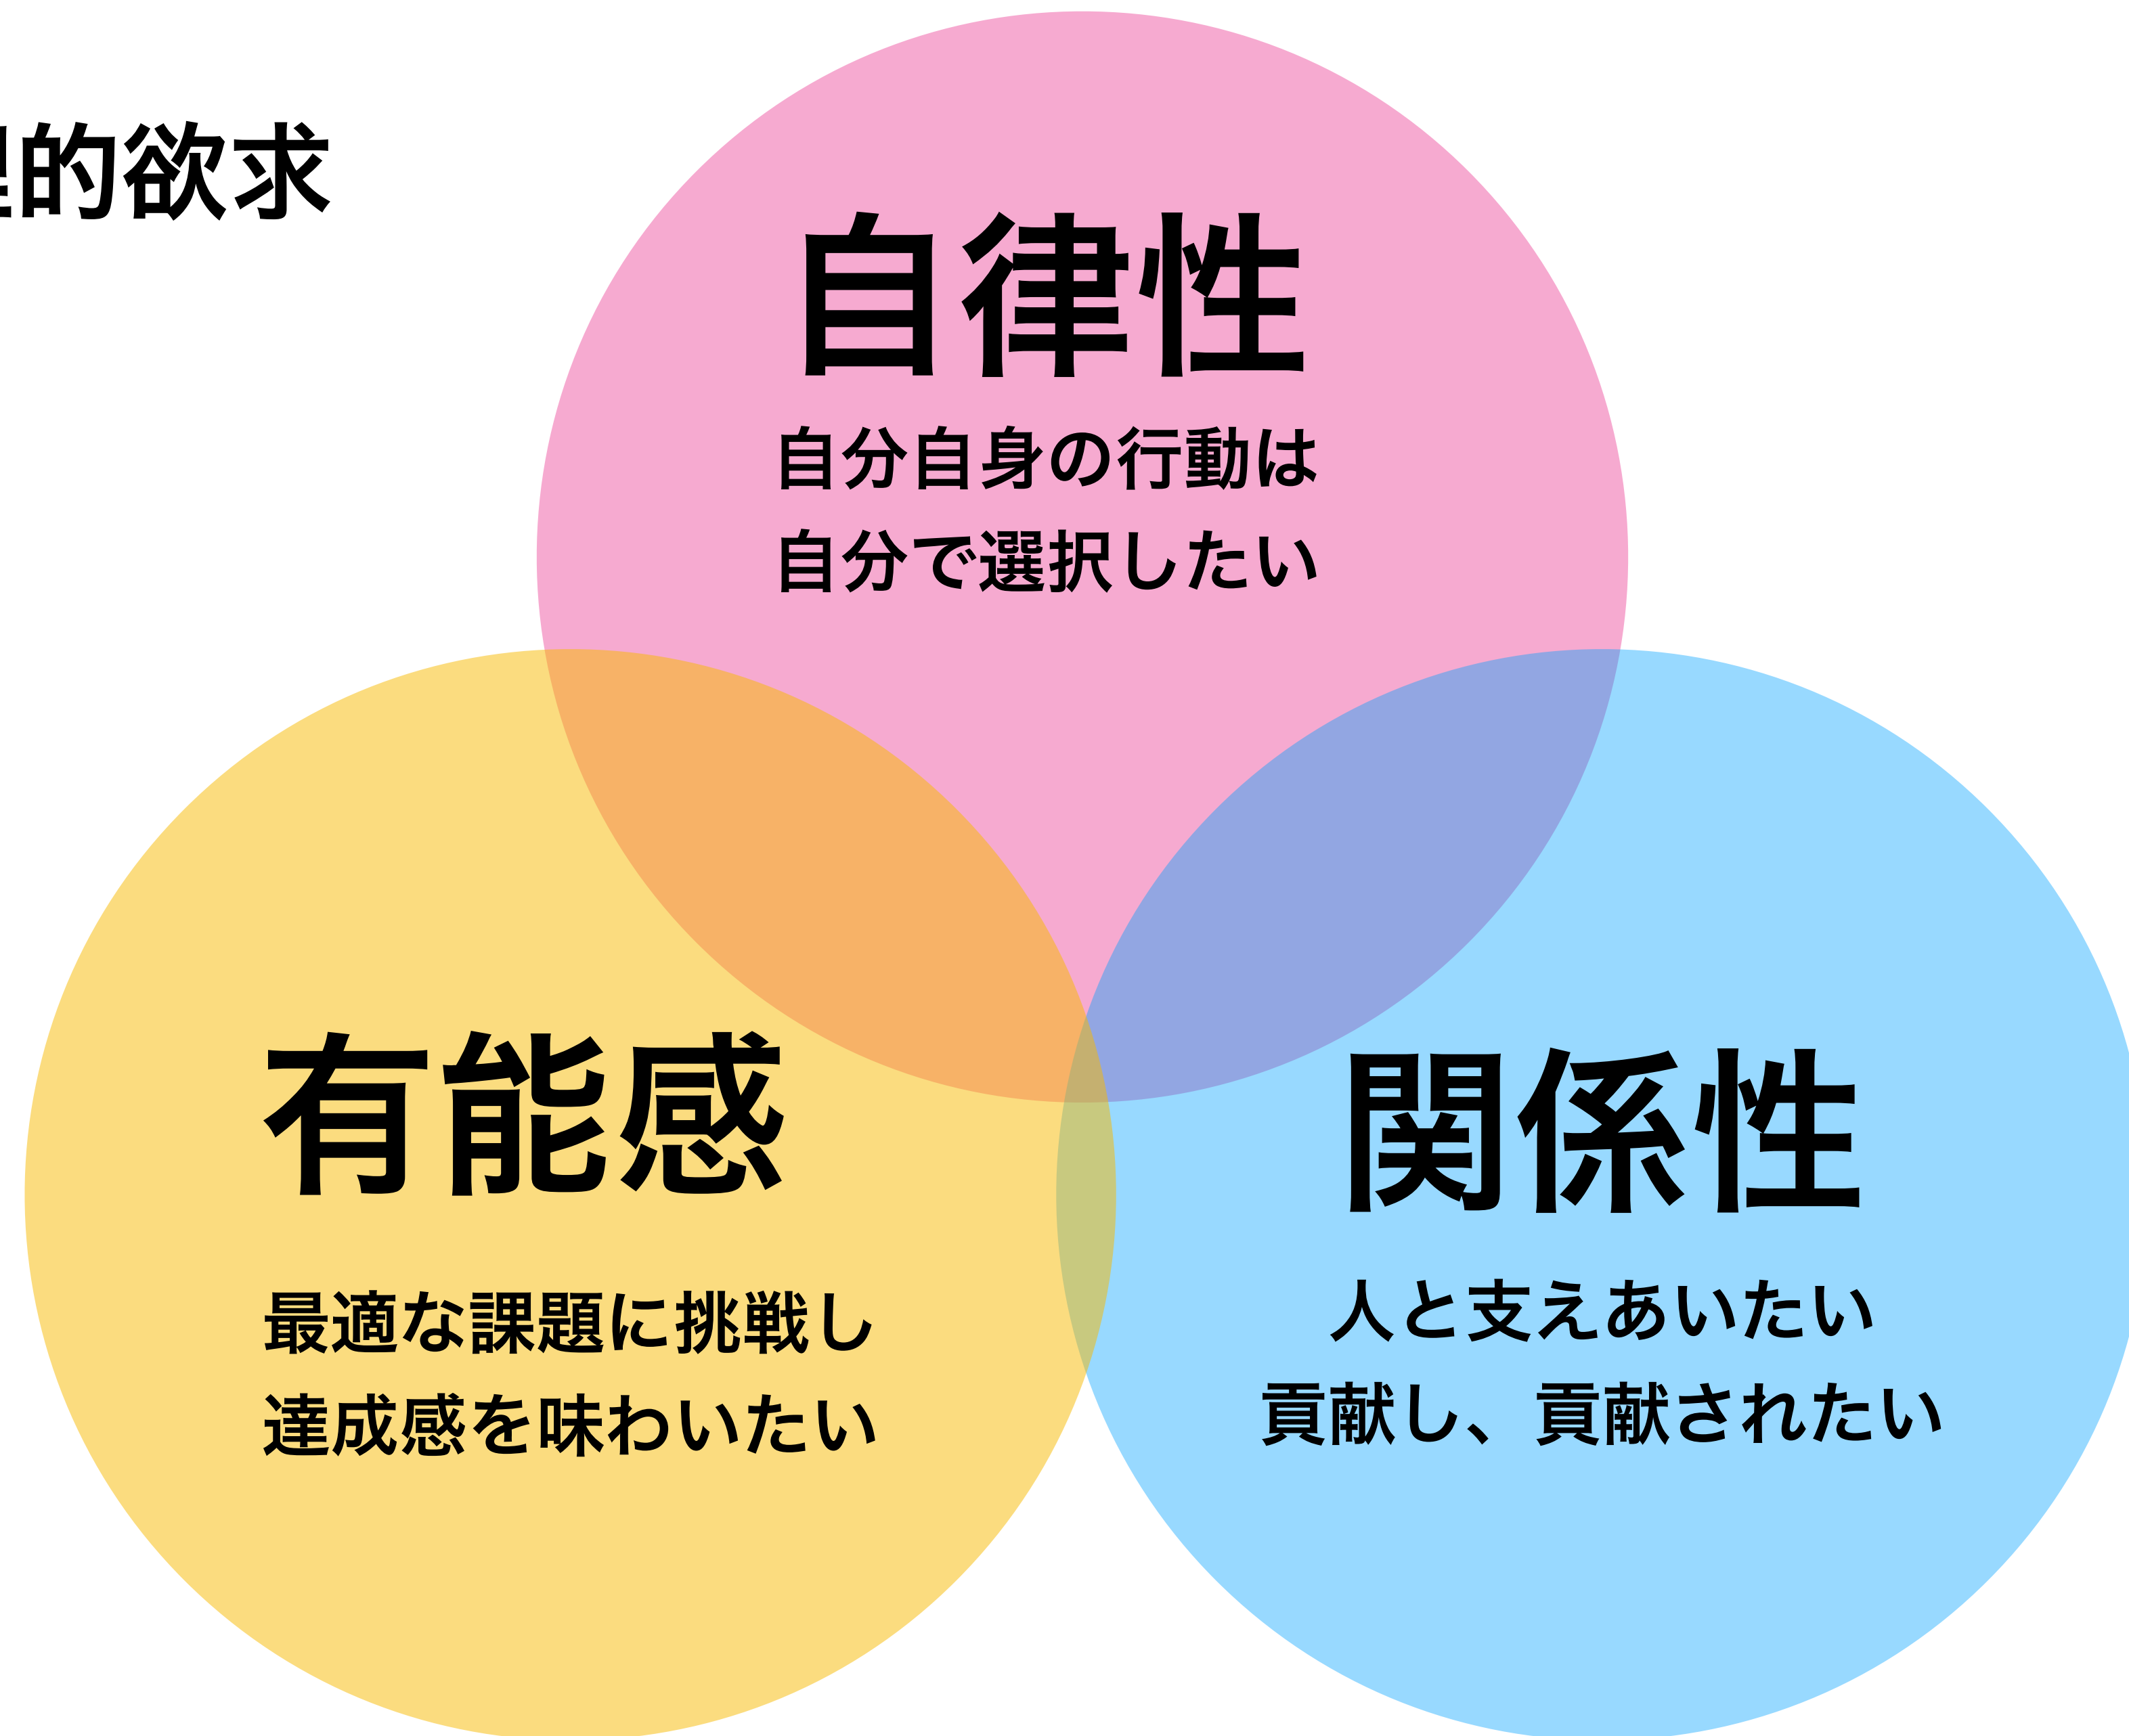 的欲求
自律性
自分自身の行動は
自分で選択したい
有能感
最適な課題に挑戦し
達成感を味わいたい
関係性
人と支えあいたい
貢献し、貢献されたい